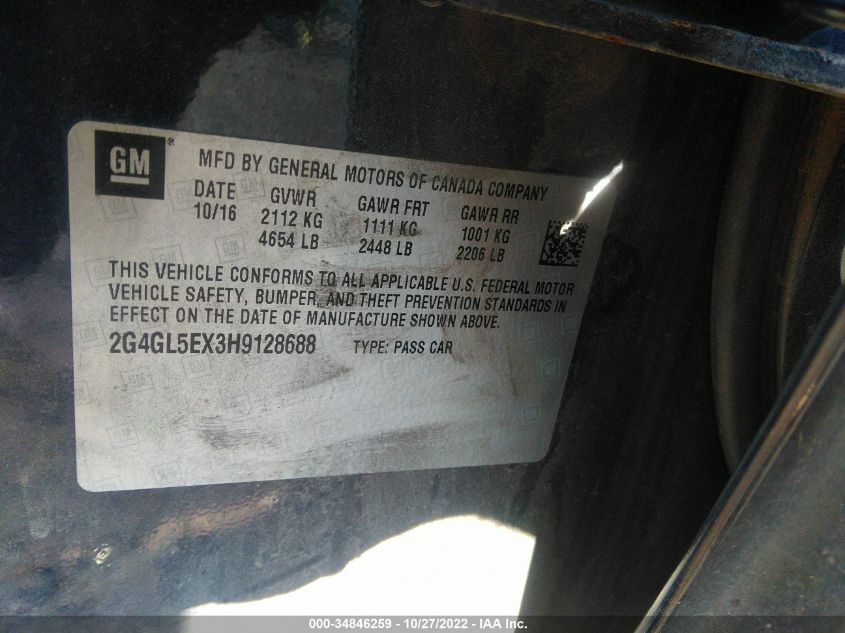 GM
MFD BY GENERAL MOTORS OF CANADA COMPANY
DATE GVWR GAWR FRT GAWR RR
10/16 2112 KG 1111 KG 1001 KG
4654 LB 2448 LB 2206 LB
THIS VEHICLE CONFORMS TO ALL APPLICABLE U.S. FEDERAL MOTOR
VEHICLE SAFETY, BUMPER, AND THEFT PREVENTION STANDARDS IN
EFFECT ON THE DATE OF MANUFACTURE SHOWN ABOVE.
2G4GL5EX3H9128688 TYPE: PASS CAR
000-34846259 - 10/27/2022 - IAA Inc.